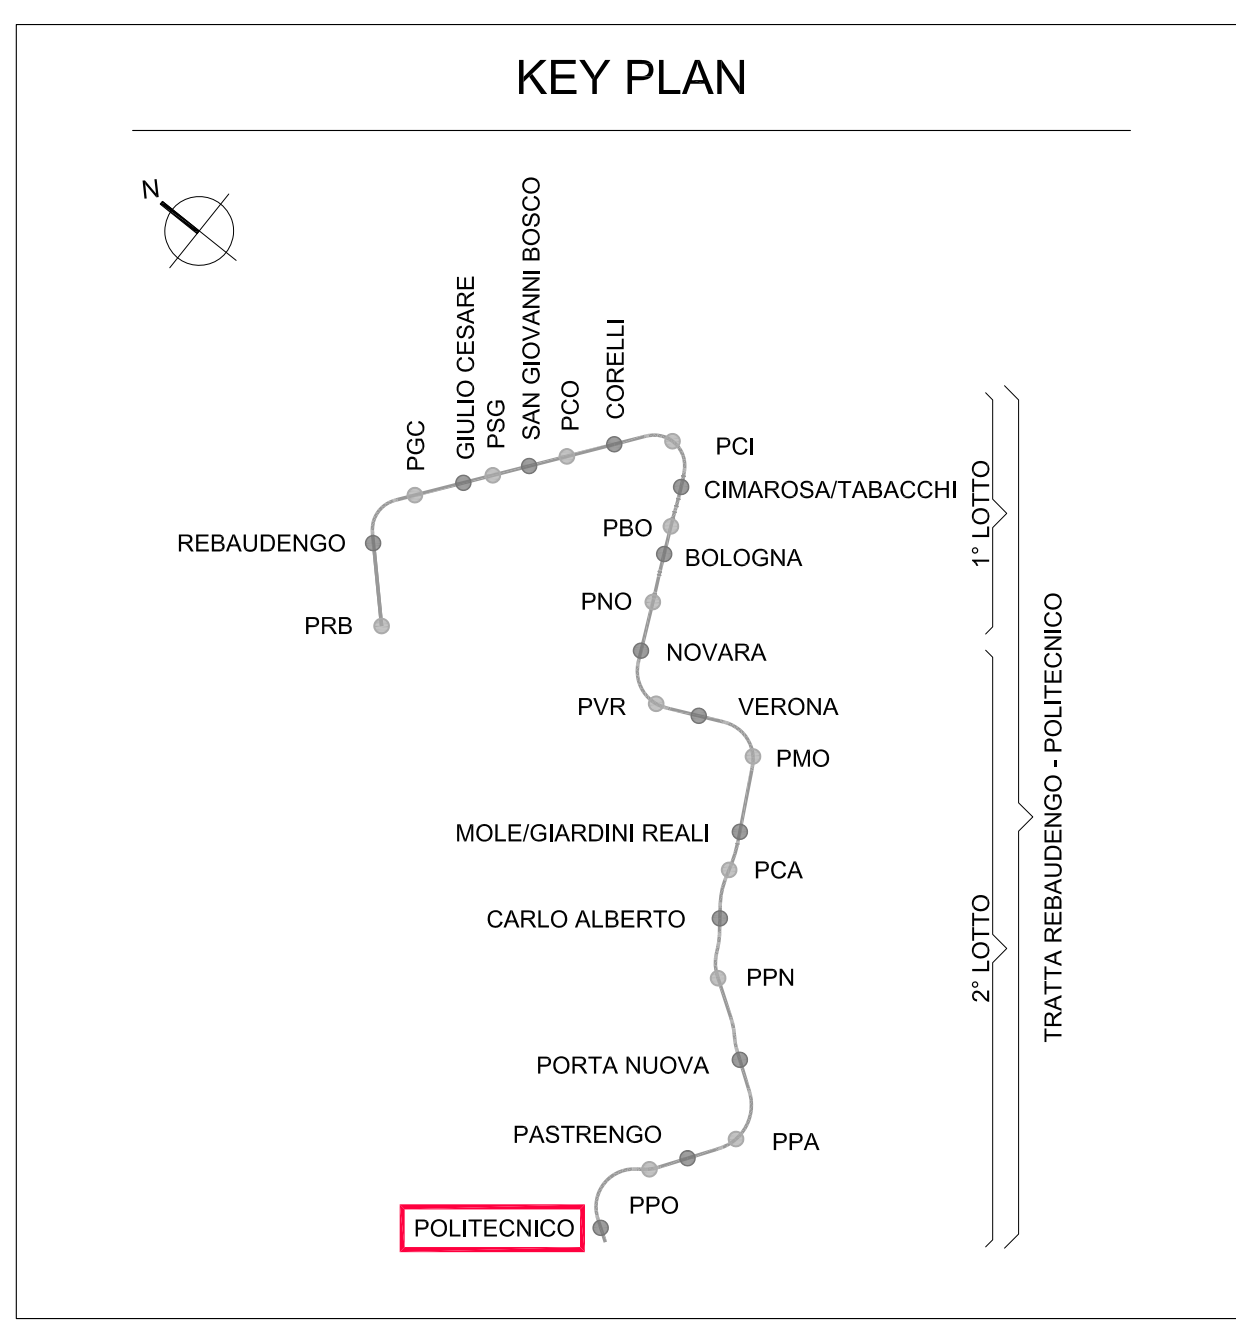 KEY PLAN
N
PGC
GIULIO CESARE
PSG
SAN GIOVANNI BOSCO
PCO
CORELLI
PCI
CIMAROSA/TABACCHI
REBAUDENGO
PBO
BOLOGNA
PRB
PNO
NOVARA
PVR
VERONA
PMO
MOLE/GIARDINI REALI
PCA
CARLO ALBERTO
PPN
PORTA NUOVA
PASTRENGO
PPA
PPO
POLITECNICO
1° LOTTO
2° LOTTO
TRATTA REBAUDENGO - POLITECNICO